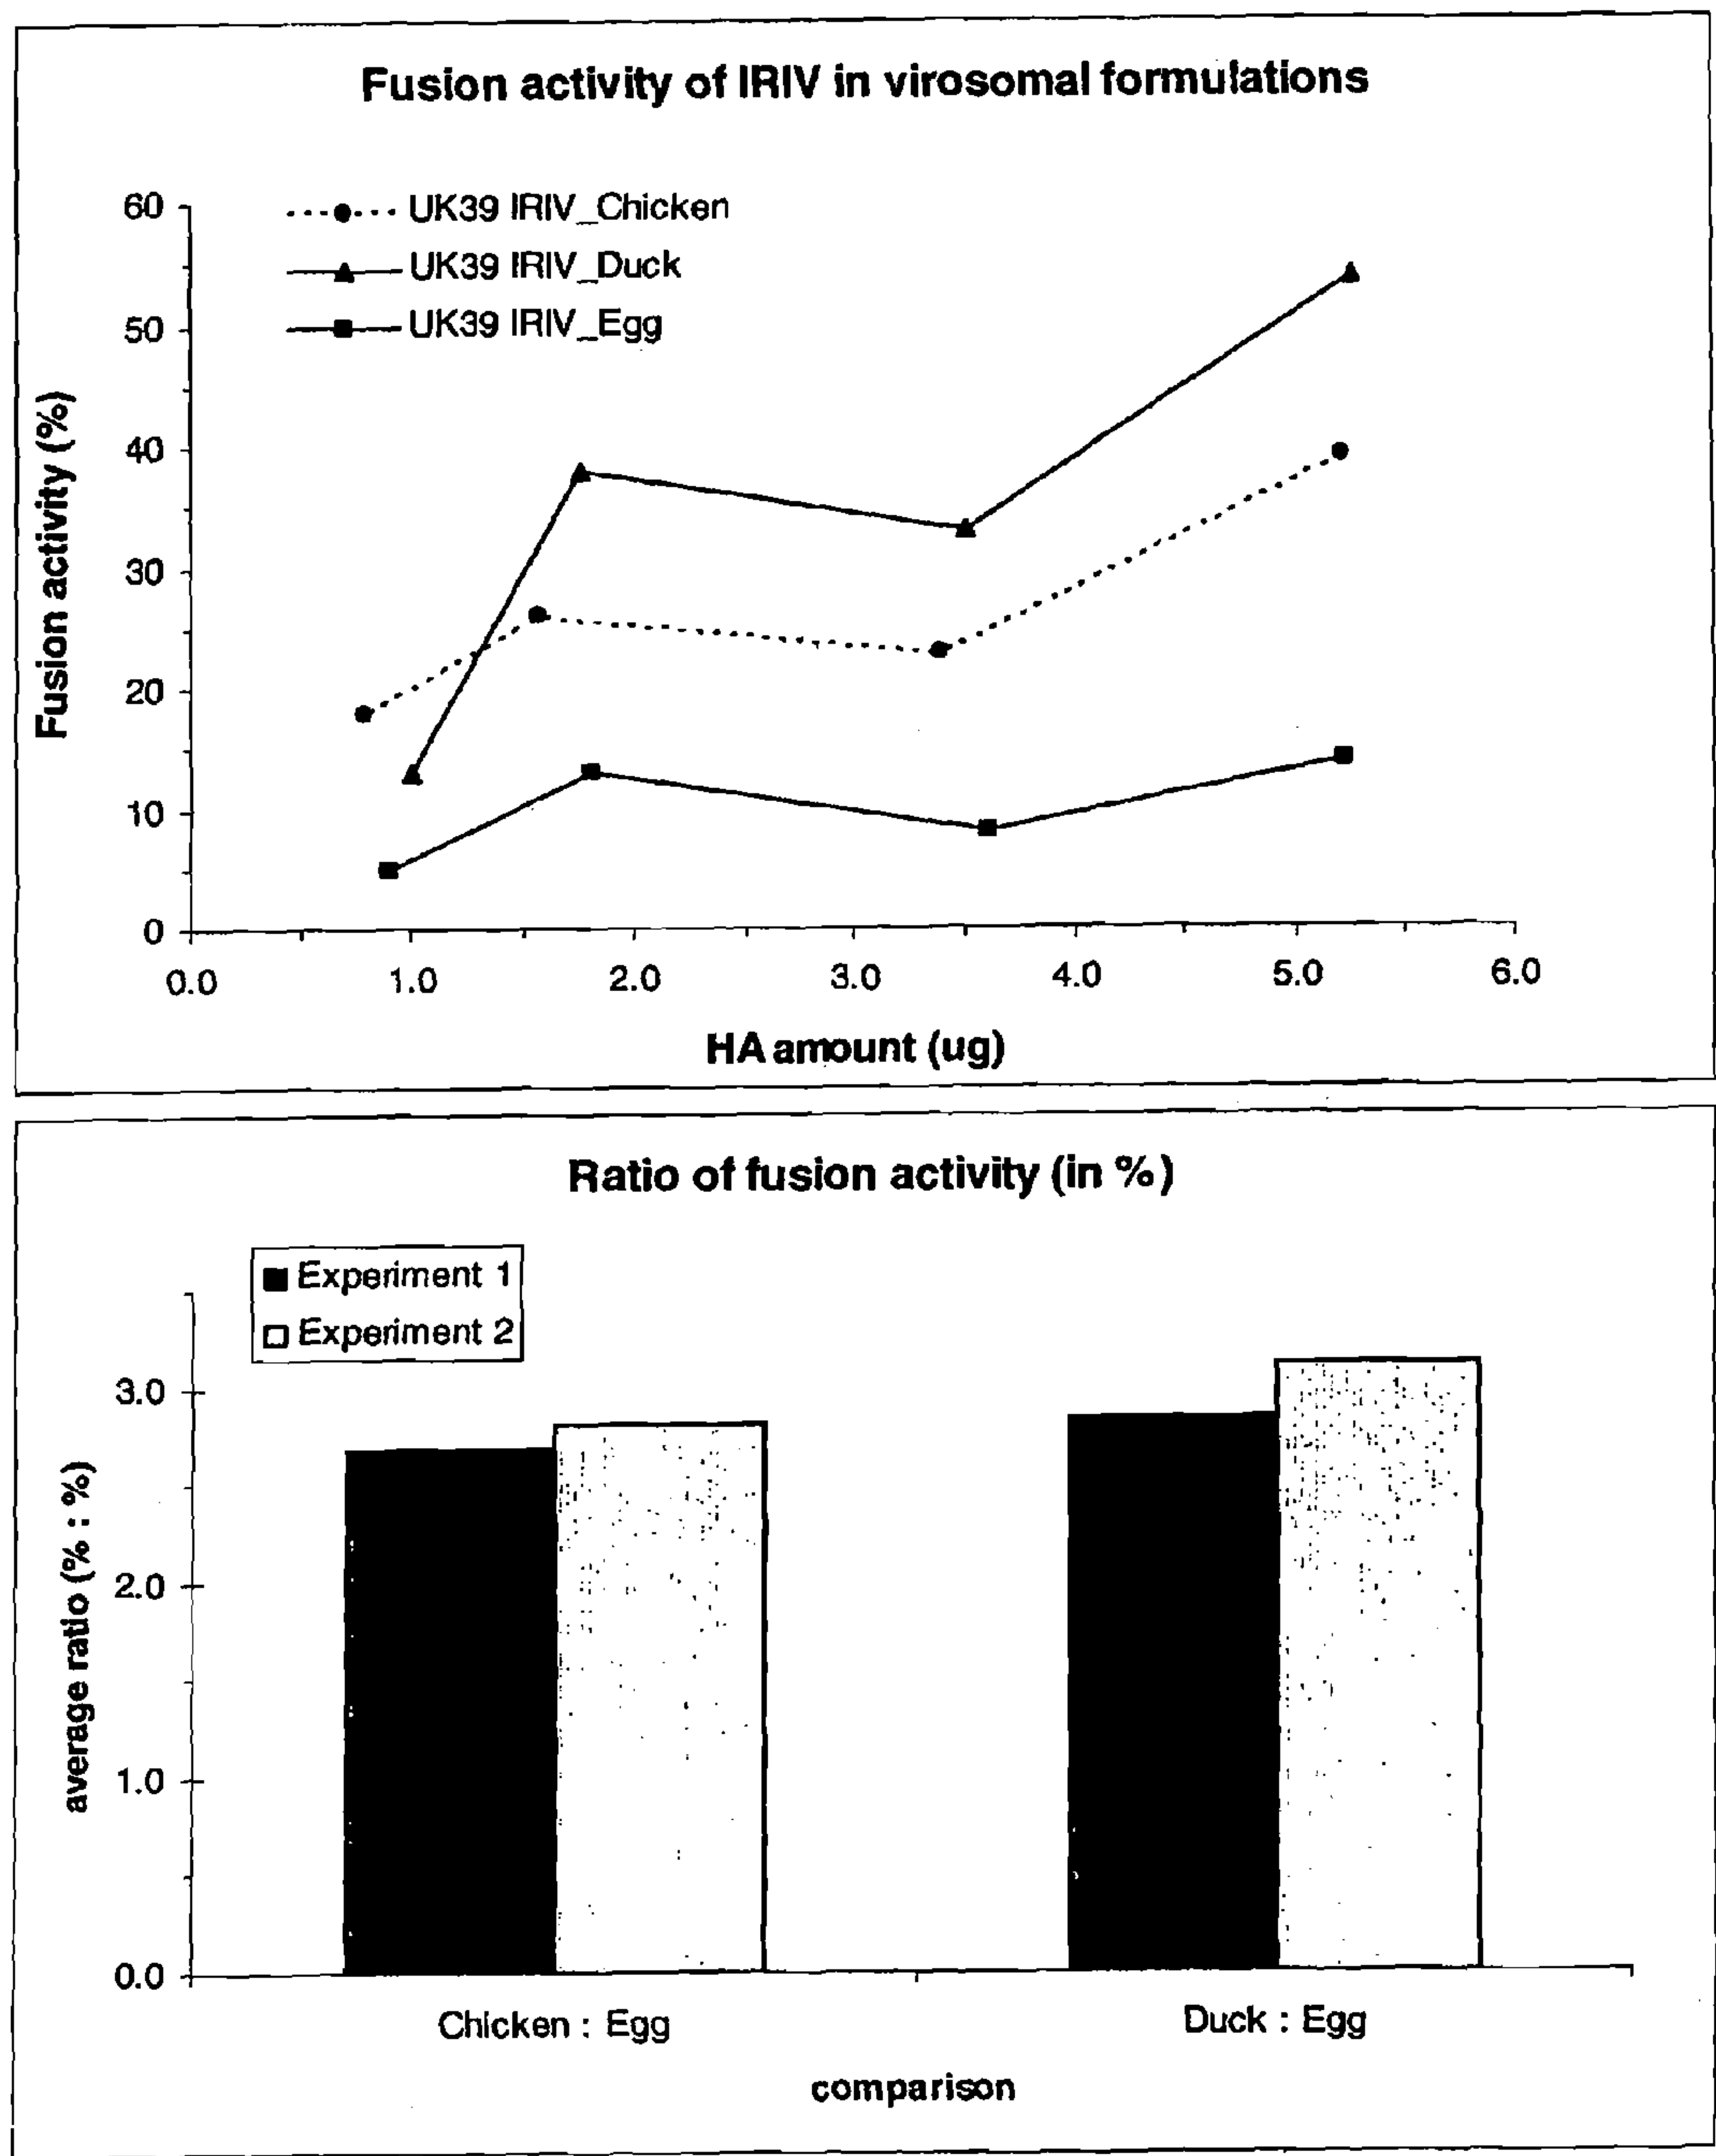 Fusion activity of IRIV in virosomal formulations
UK39 IRIV_Chicken
UK39 IRIV_Duck
UK39 IRIV_Egg
Fusion activity (%)
60
50
40
30
20
10
0
0.0 1.0 2.0 3.0 4.0 5.0 6.0
HA amount (ug)
Ratio of fusion activity (in %)
Experiment 1
Experiment 2
average ratio (% : %)
3.0
2.0
1.0
0.0
Chicken : Egg Duck : Egg
comparison